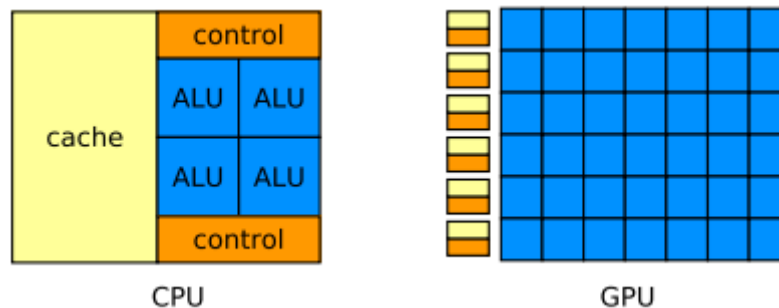 control
ALU ALU
cache
ALU ALU
control
CPU GPU